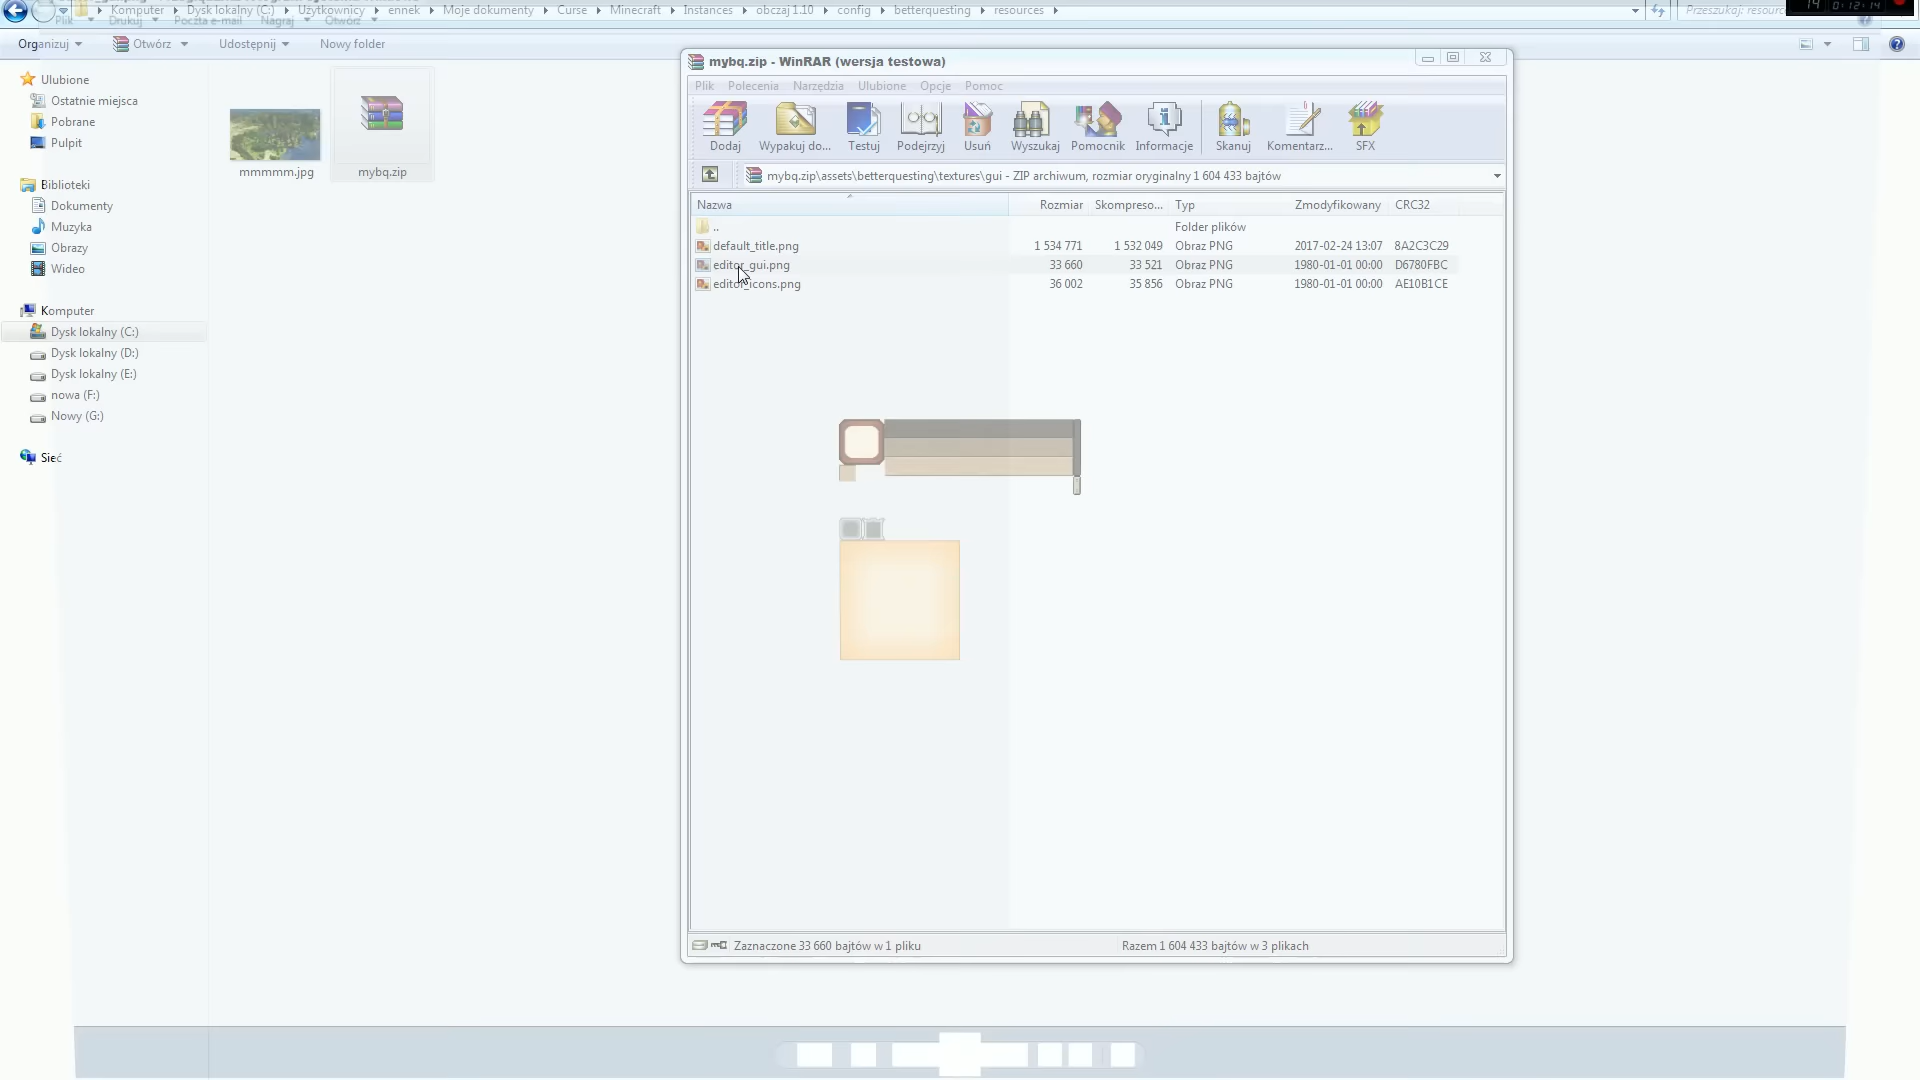 Komputer Dysk lokalny (C:) Użytkownicy ennek Moje dokumenty Curse Minecraft Instances obczaj 1.10 config betterquesting resources
Plik Drukuj Poczta e-mail Nagraj Otwórz
Organizuj Otwórz Udostępnij Nowy folder
Ulubione
Ostatnie miejsca
Pobrane
Pulpit
Biblioteki
Dokumenty
Muzyka
Obrazy
Wideo
Komputer
Dysk lokalny (C:)
Dysk lokalny (D:)
Dysk lokalny (E:)
nowa (F:)
Nowy (G:)
Sieć
mmmmm.jpg mybq.zip
mybq.zip - WinRAR (wersja testowa)
Plik Polecenia Narzędzia Ulubione Opcje Pomoc
Dodaj Wypakuj do... Testuj Podejrzyj Usuń Wyszukaj Pomocnik Informacje Skanuj Komentarz... SFX
mybq.zip\assets\betterquesting\textures\gui - ZIP archiwum, rozmiar oryginalny 1 604 433 bajtów
Nazwa Rozmiar Skompreso... Typ Zmodyfikowany CRC32
.. Folder plików
default_title.png 1 534 771 1 532 049 Obraz PNG 2017-02-24 13:07 8A2C3C29
editor_gui.png 33 660 33 521 Obraz PNG 1980-01-01 00:00 D6780FBC
editor_icons.png 36 002 35 856 Obraz PNG 1980-01-01 00:00 AE10B1CE
Zaznaczone 33 660 bajtów w 1 pliku Razem 1 604 433 bajtów w 3 plikach